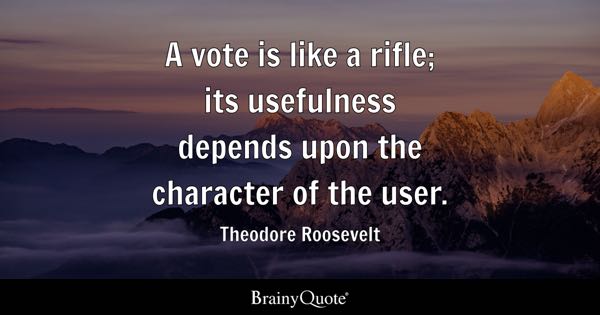 A vote is like a rifle;
its usefulness
depends upon the
character of the user.
Theodore Roosevelt
BrainyQuote®